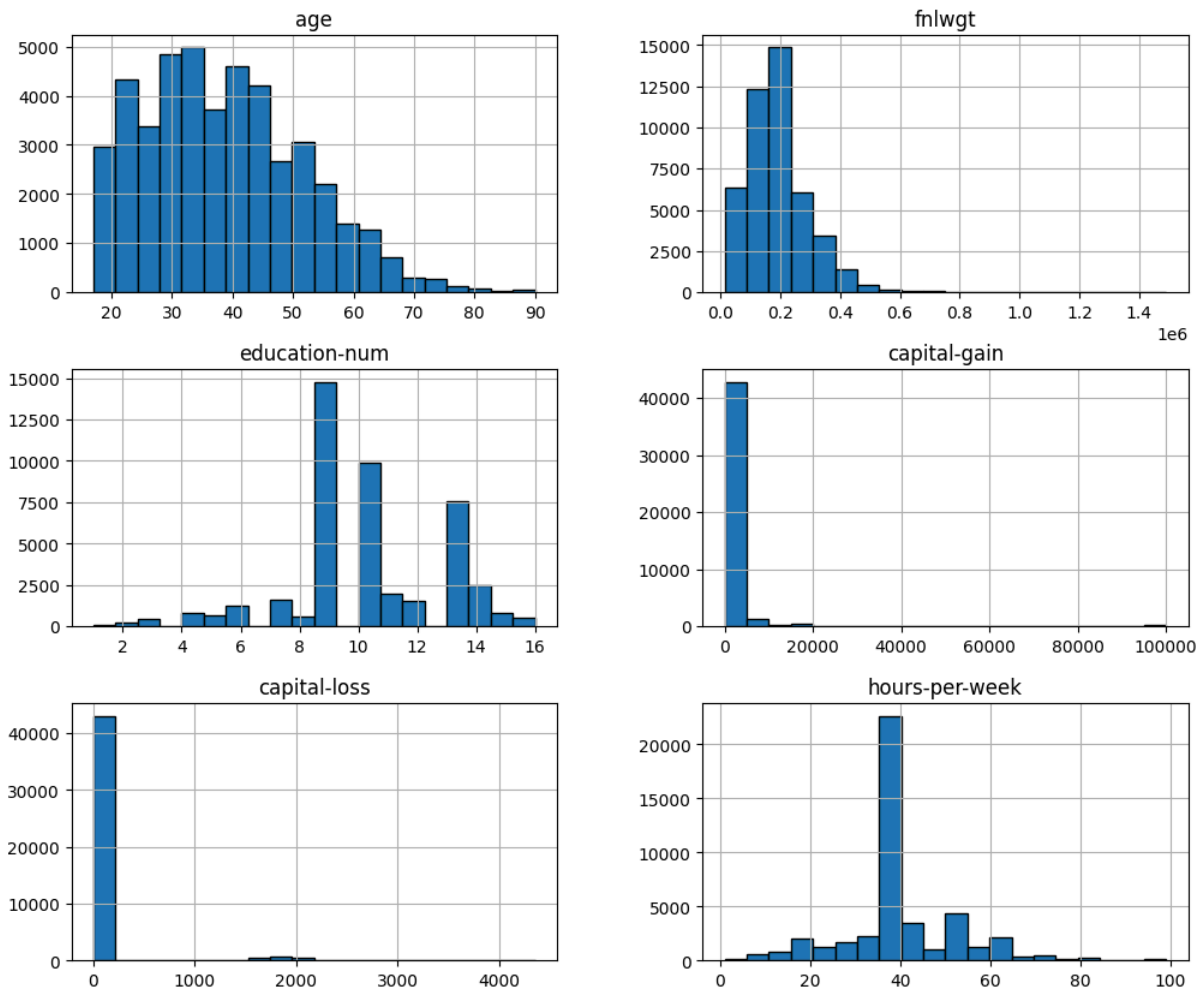 age
5000
4000
3000
2000
1000
0
20 30 40 50 60 70 80 90
fnlwgt
15000
12500
10000
7500
5000
2500
0
0.0 0.2 0.4 0.6 0.8 1.0 1.2 1.4
1e6
education-num
15000
12500
10000
7500
5000
2500
0
2 4 6 8 10 12 14 16
capital-gain
40000
30000
20000
10000
0
0 20000 40000 60000 80000 100000
capital-loss
40000
30000
20000
10000
0
0 1000 2000 3000 4000
hours-per-week
20000
15000
10000
5000
0
0 20 40 60 80 100